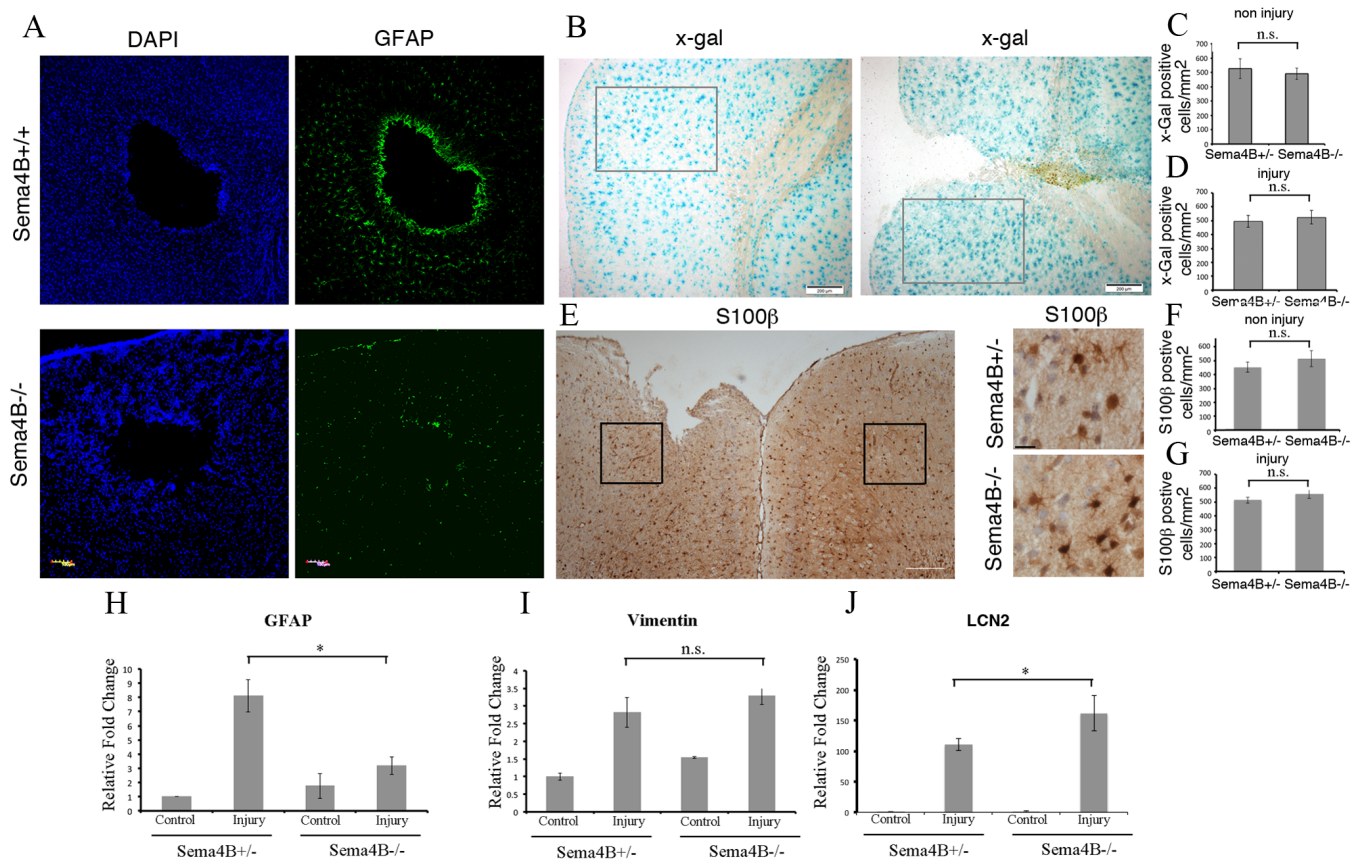 A
DAPI
GFAP
Sema4B+/+
Sema4B-/-
B
x-gal
x-gal
200 µm
200 µm
C
non injury
n.s.
x-Gal positive
cells/mm2
700
600
500
400
300
200
100
0
Sema4B+/-
Sema4B-/-
D
injury
n.s.
x-Gal positive
cells/mm2
700
600
500
400
300
200
100
0
Sema4B+/-
Sema4B-/-
E
S100β
S100β
Sema4B+/-
Sema4B-/-
F
non injury
n.s.
S100β postive
cells/mm2
600
500
400
300
200
100
0
Sema4B+/-
Sema4B-/-
G
injury
n.s.
S100β postive
cells/mm2
700
600
500
400
300
200
100
0
Sema4B+/-
Sema4B-/-
H
GFAP
*
Relative Fold Change
10
9
8
7
6
5
4
3
2
1
0
Control
Injury
Control
Injury
Sema4B+/-
Sema4B-/-
I
Vimentin
n.s.
Relative Fold Change
4
3.5
3
2.5
2
1.5
1
0.5
0
Control
Injury
Control
Injury
Sema4B+/-
Sema4B-/-
J
LCN2
*
Relative Fold Change
250
200
150
100
50
0
Control
Injury
Control
Injury
Sema4B+/-
Sema4B-/-